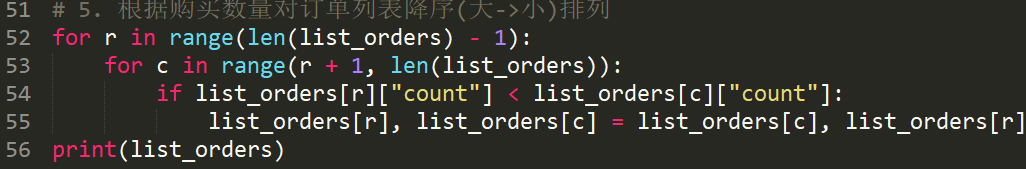 51 # 5. 根据购买数量对订单列表降序(大->小)排列
52 for r in range(len(list_orders) - 1):
53 for c in range(r + 1, len(list_orders)):
54 if list_orders[r]["count"] < list_orders[c]["count"]:
55 list_orders[r], list_orders[c] = list_orders[c], list_orders[r]
56 print(list_orders)